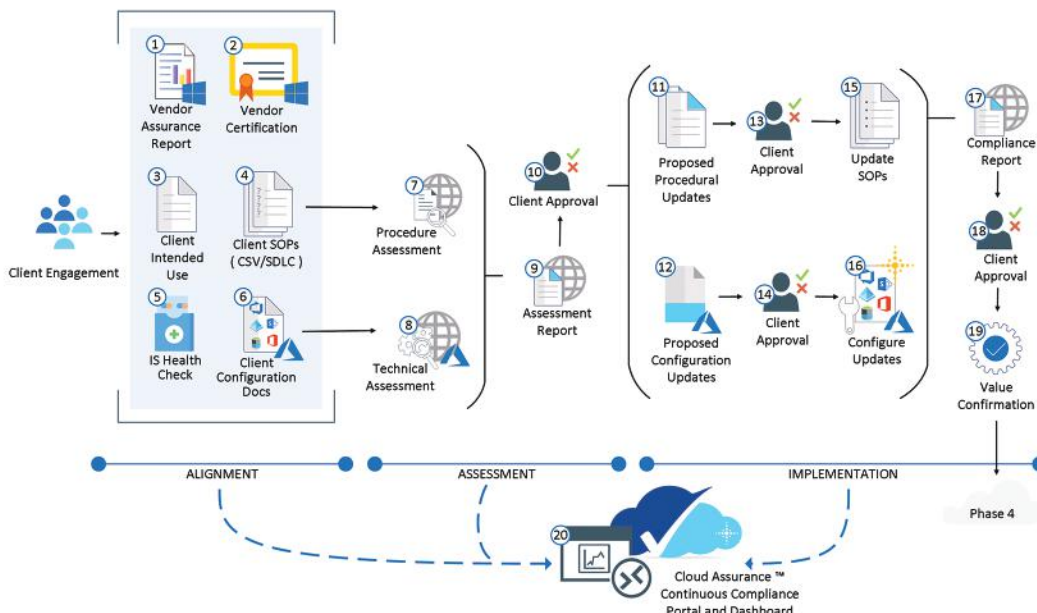 1
Vendor
Assurance
Report
2
Vendor
Certification
3
Client
Intended
Use
4
Client SOPs
( CSV/SDLC )
5
IS Health
Check
6
Client
Configuration
Docs
Client Engagement
7
Procedure
Assessment
8
Technical
Assessment
9
Assessment
Report
10
Client Approval
11
Proposed
Procedural
Updates
13
Client
Approval
15
Update
SOPs
12
Proposed
Configuration
Updates
14
Client
Approval
16
Configure
Updates
17
Compliance
Report
18
Client
Approval
19
Value
Confirmation
ALIGNMENT
ASSESSMENT
IMPLEMENTATION
Phase 4
20
Cloud Assurance ™
Continuous Compliance
Portal and Dashboard